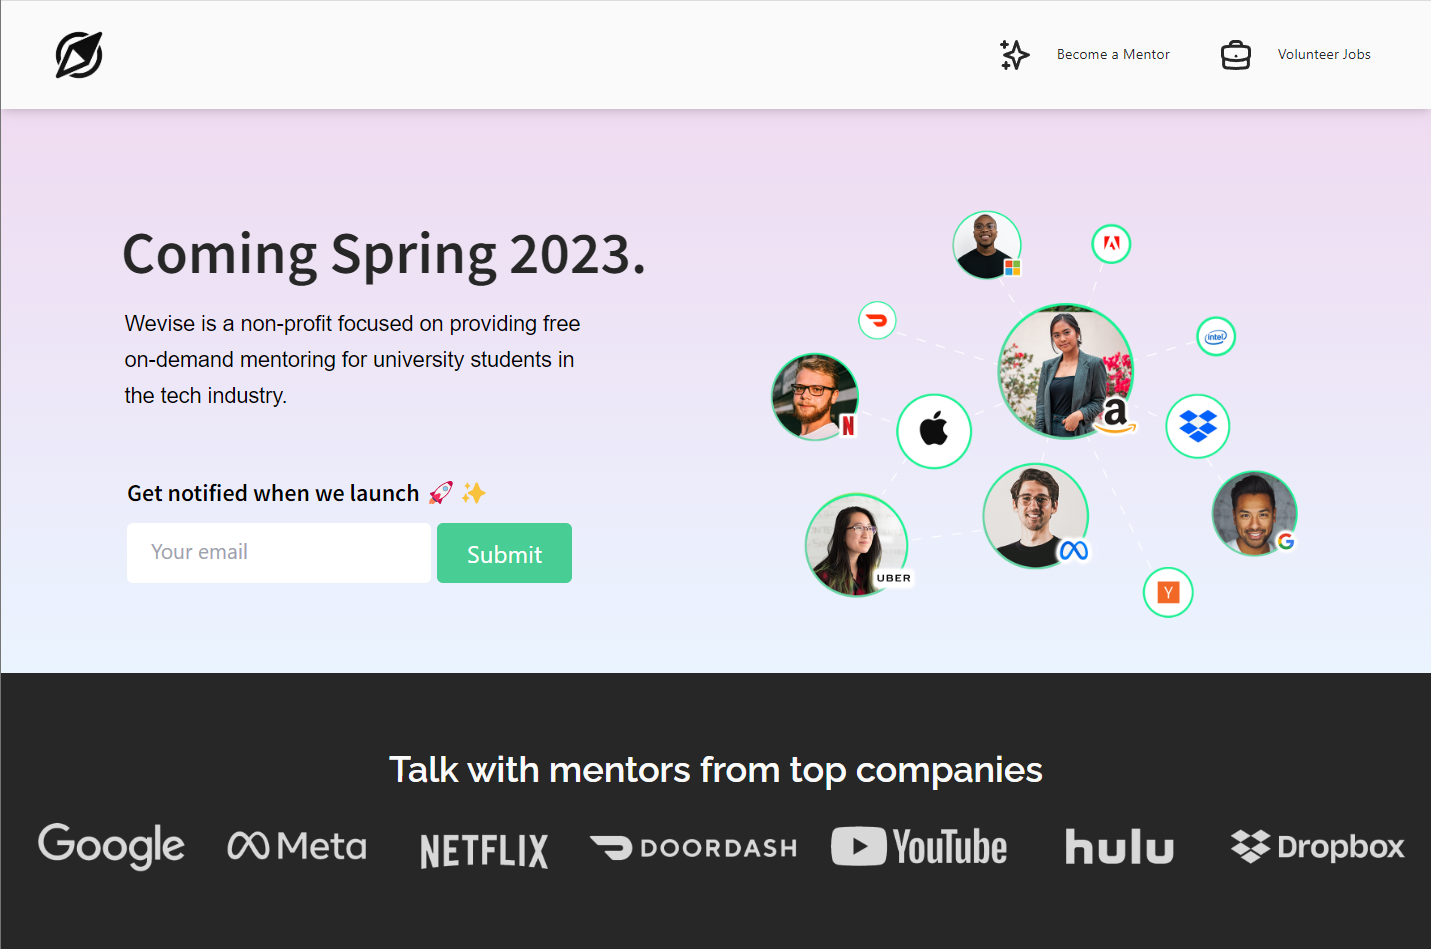 Become a Mentor
Volunteer Jobs
Coming Spring 2023.
Wevise is a non-profit focused on providing free
on-demand mentoring for university students in
the tech industry.
Get notified when we launch 🚀 ✨
Your email
Submit
intel
N
a
UBER
G
Y
Talk with mentors from top companies
Google
Meta
NETFLIX
DOORDASH
YouTube
hulu
Dropbox